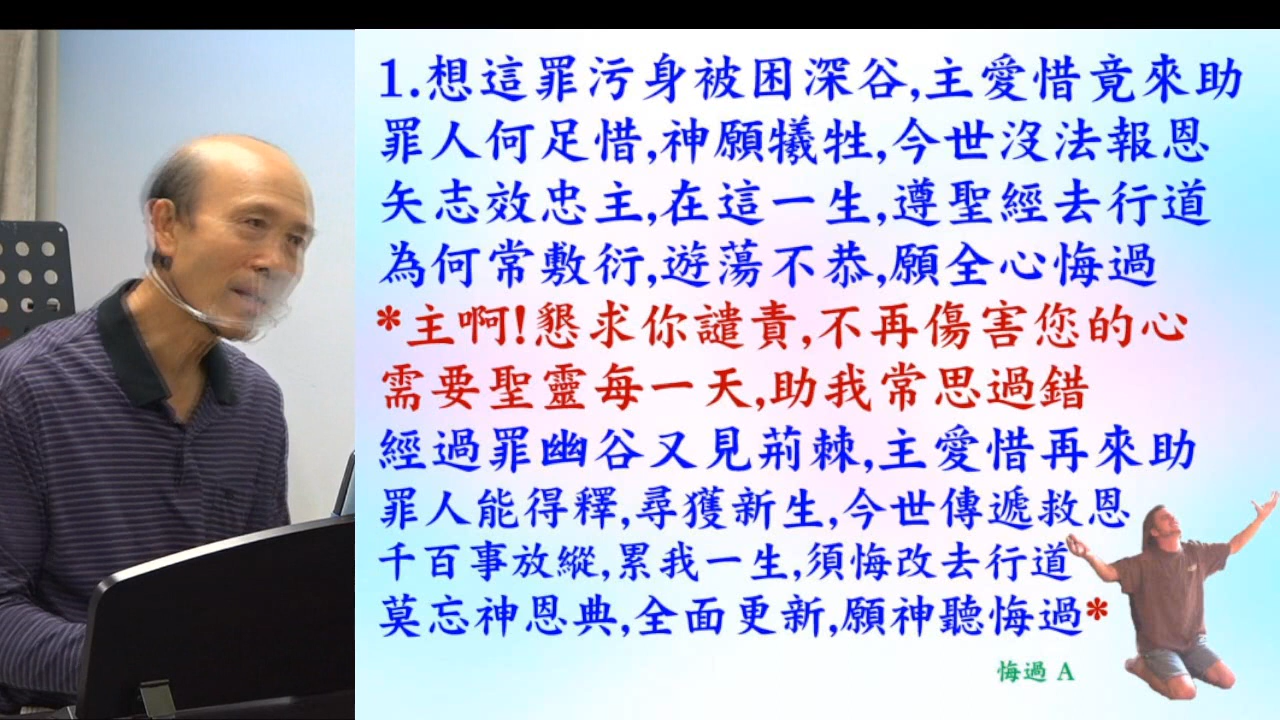 1.想這罪污身被困深谷,主愛惜竟來助
罪人何足惜,神願犧牲,今世沒法報恩
矢志效忠主,在這一生,遵聖經去行道
為何常敷衍,遊蕩不恭,願全心悔過
*主啊!懇求你譴責,不再傷害您的心
需要聖靈每一天,助我常思過錯
經過罪幽谷又見荊棘,主愛惜再來助
罪人能得釋,尋獲新生,今世傳遞救恩
千百事放縱,累我一生,須悔改去行道
莫忘神恩典,全面更新,願神聽悔過*
悔過 A